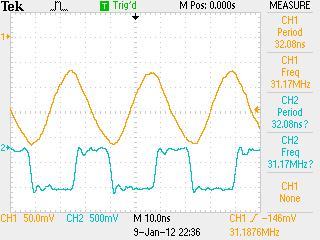 Tek Trig'd M Pos: 0.000s MEASURE
CH1
Period
32.08ns
CH1
Freq
31.17MHz
CH2
Period
32.08ns?
CH2
Freq
31.17MHz?
CH1
None
1
2
CH1 50.0mV CH2 500mV M 10.0ns CH1 -146mV
9-Jan-12 22:36 31.1876MHz